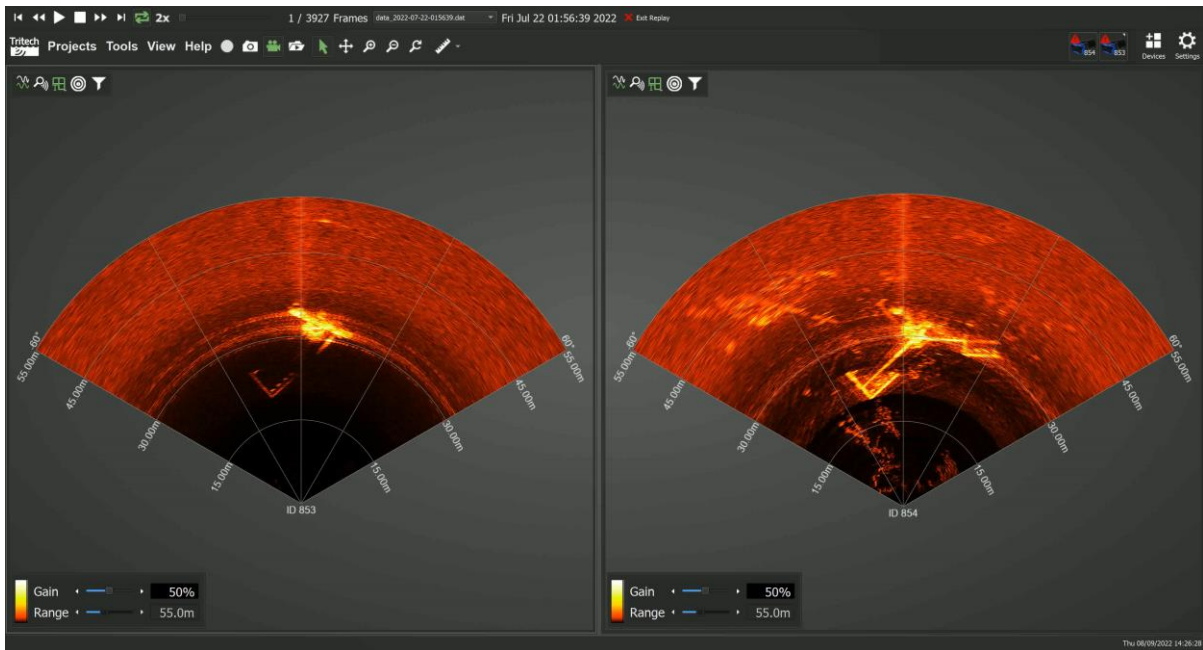 2x 1 / 3927 Frames data_2022-07-22-015639.dat Fri Jul 22 01:56:39 2022 Exit Replay
Tritech Projects Tools View Help 854 853 Devices Settings
60° 55.00m 45.00m 30.00m 15.00m 15.00m 30.00m 45.00m 55.00m 60°
ID 853
Gain 50%
Range 55.0m
60° 55.00m 45.00m 30.00m 15.00m 15.00m 30.00m 45.00m 55.00m 60°
ID 854
Gain 50%
Range 55.0m
Thu 08/09/2022 14:26:28